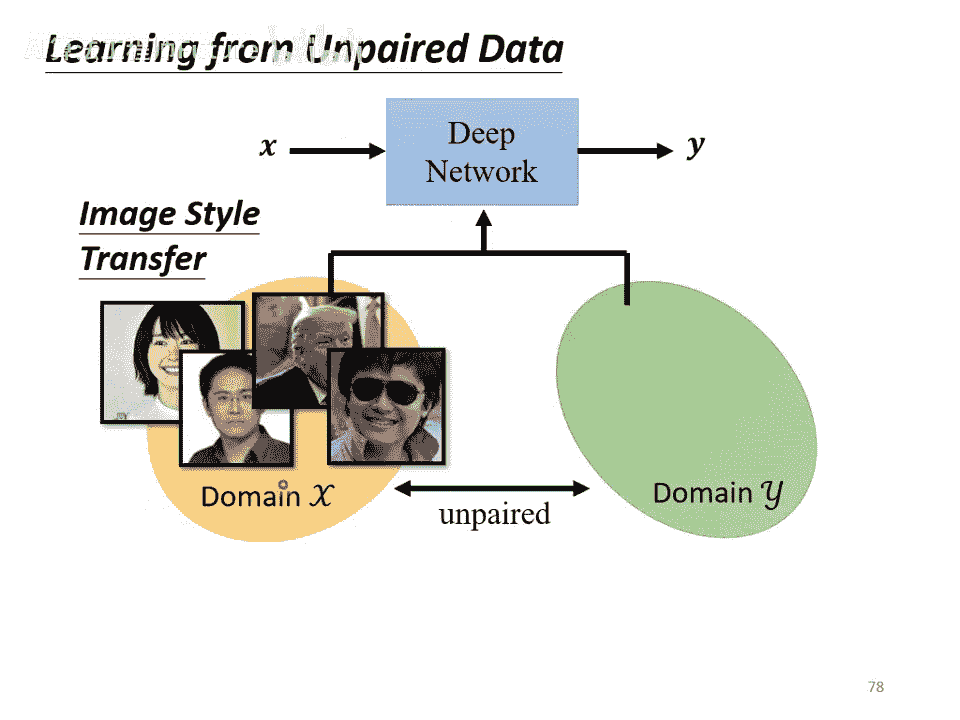 Learning from Unpaired Data
x
Deep
Network
y
Image Style
Transfer
Domain 𝒳
unpaired
Domain 𝒴
78